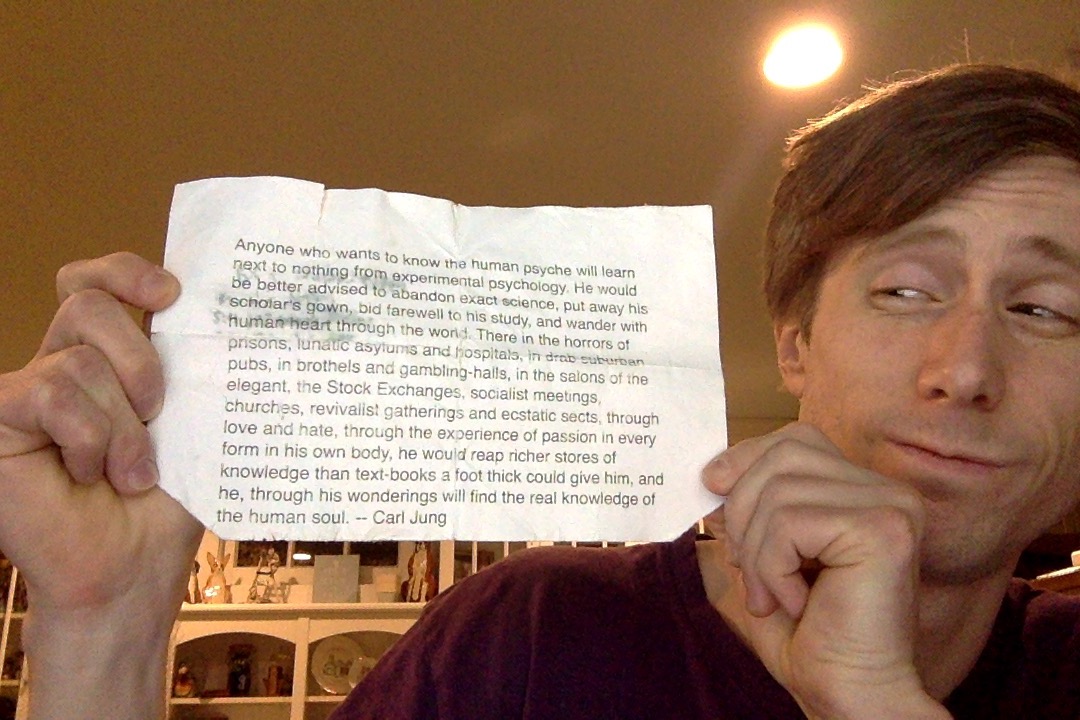 Anyone who wants to know the human psyche will learn
next to nothing from experimental psychology. He would
be better advised to abandon exact science, put away his
scholar's gown, bid farewell to his study, and wander with
human heart through the world. There in the horrors of
prisons, lunatic asylums and hospitals, in drab suburban
pubs, in brothels and gambling-halls, in the salons of the
elegant, the Stock Exchanges, socialist meetings,
churches, revivalist gatherings and ecstatic sects, through
love and hate, through the experience of passion in every
form in his own body, he would reap richer stores of
knowledge than text-books a foot thick could give him, and
he, through his wonderings will find the real knowledge of
the human soul. -- Carl Jung